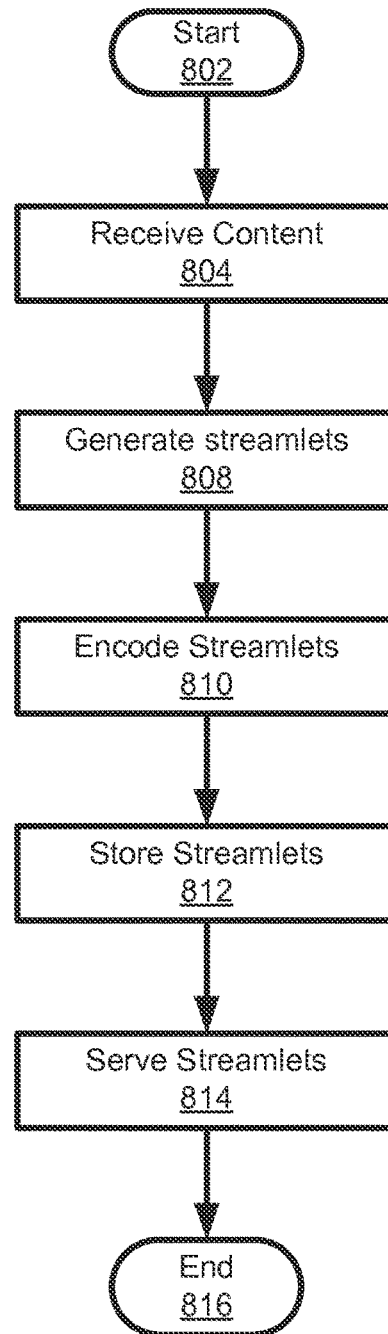 Start
802
Receive Content
804
Generate streamlets
808
Encode Streamlets
810
Store Streamlets
812
Serve Streamlets
814
End
816